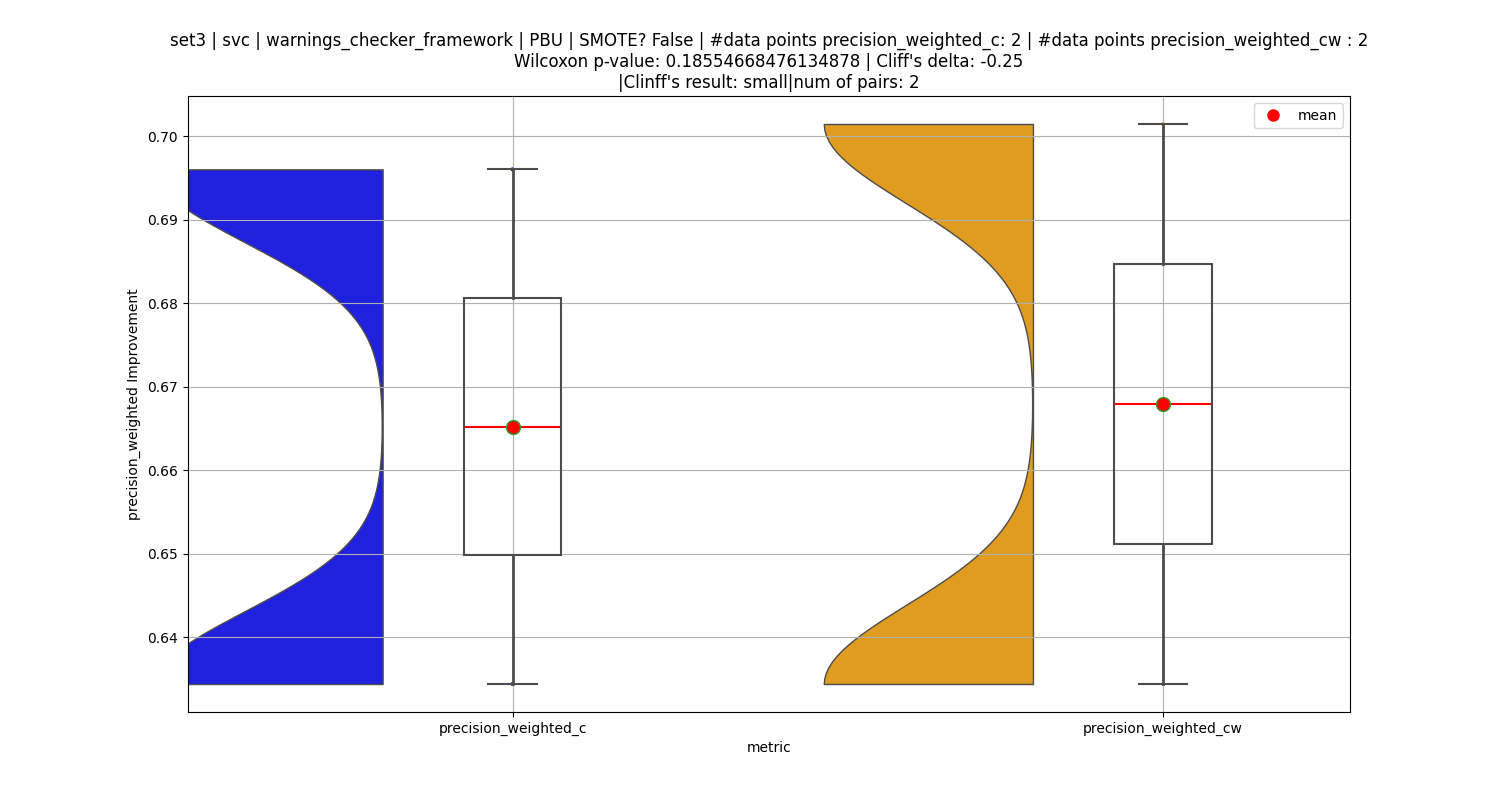 set3 | svc | warnings_checker_framework | PBU | SMOTE? False | #data points precision_weighted_c: 2 | #data points precision_weighted_cw : 2
Wilcoxon p-value: 0.18554668476134878 | Cliff's delta: -0.25
|Clinff's result: small|num of pairs: 2
mean
0.70
0.69
0.68
0.67
0.66
0.65
0.64
precision_weighted Improvement
precision_weighted_c
precision_weighted_cw
metric